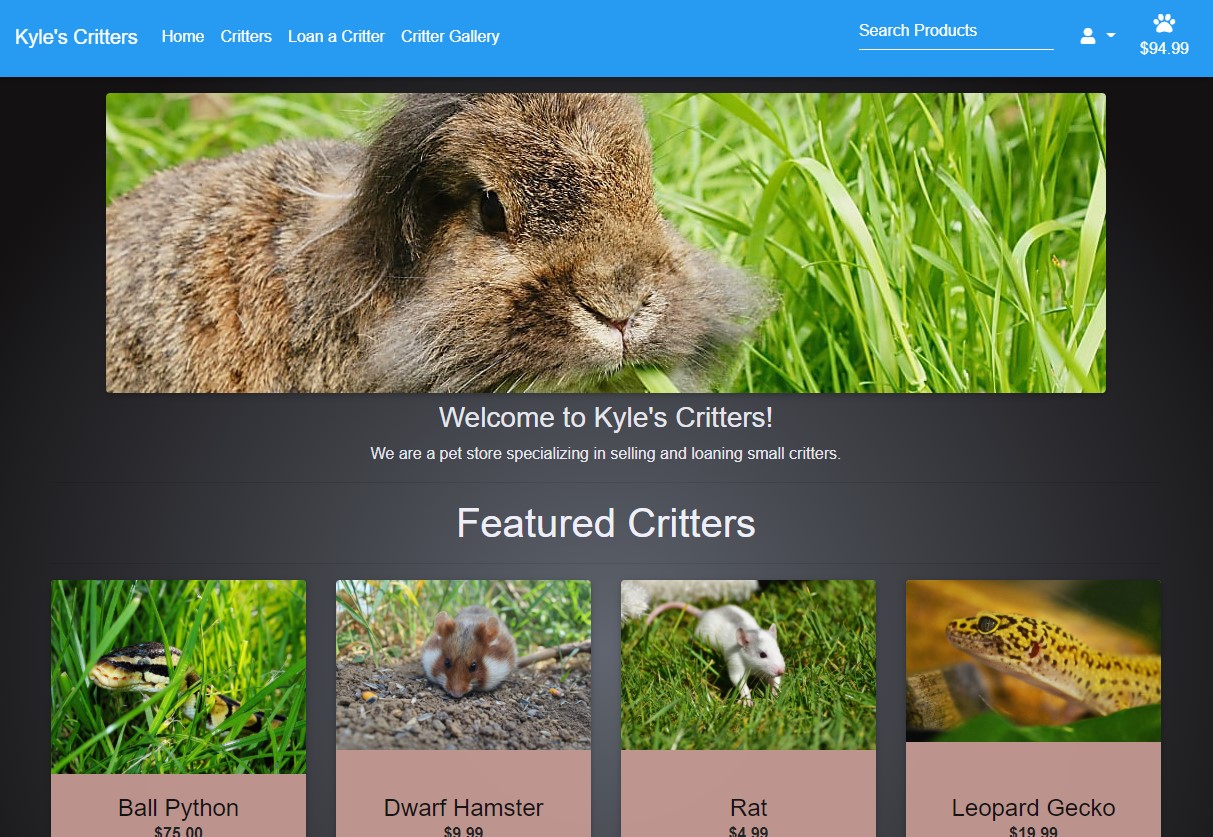 Kyle's Critters Home Critters Loan a Critter Critter Gallery Search Products
$94.99
Welcome to Kyle's Critters!
We are a pet store specializing in selling and loaning small critters.
Featured Critters
Ball Python Dwarf Hamster Rat Leopard Gecko
$75.00 $9.99 $4.99 $19.99